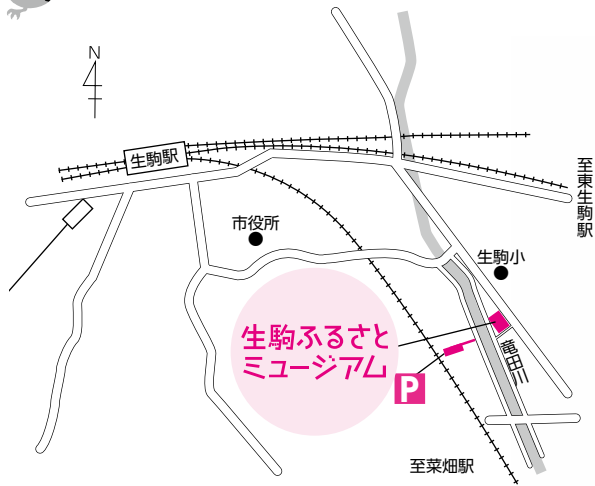 N
生駒駅
至東生駒駅
市役所
生駒小
生駒ふるさと
ミュージアム
竜田川
P
至菜畑駅